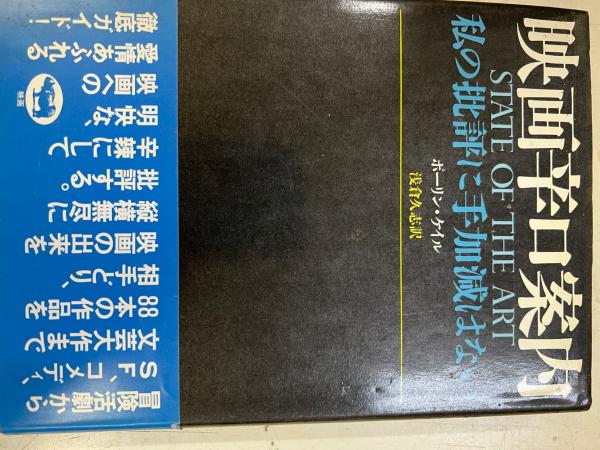 映画辛口案内
STATE OF THE ART
私の批評に手加減はない
ポーリン・ケイル
浅倉久志訳
冒険活劇から
SF、コメディ、
文芸大作まで
88本の作品を
相手どり、
映画の出来を
縦横無尽に
批評する。
辛辣にして
明快な、
映画への
愛情あふれる
徹底ガイド！
映画